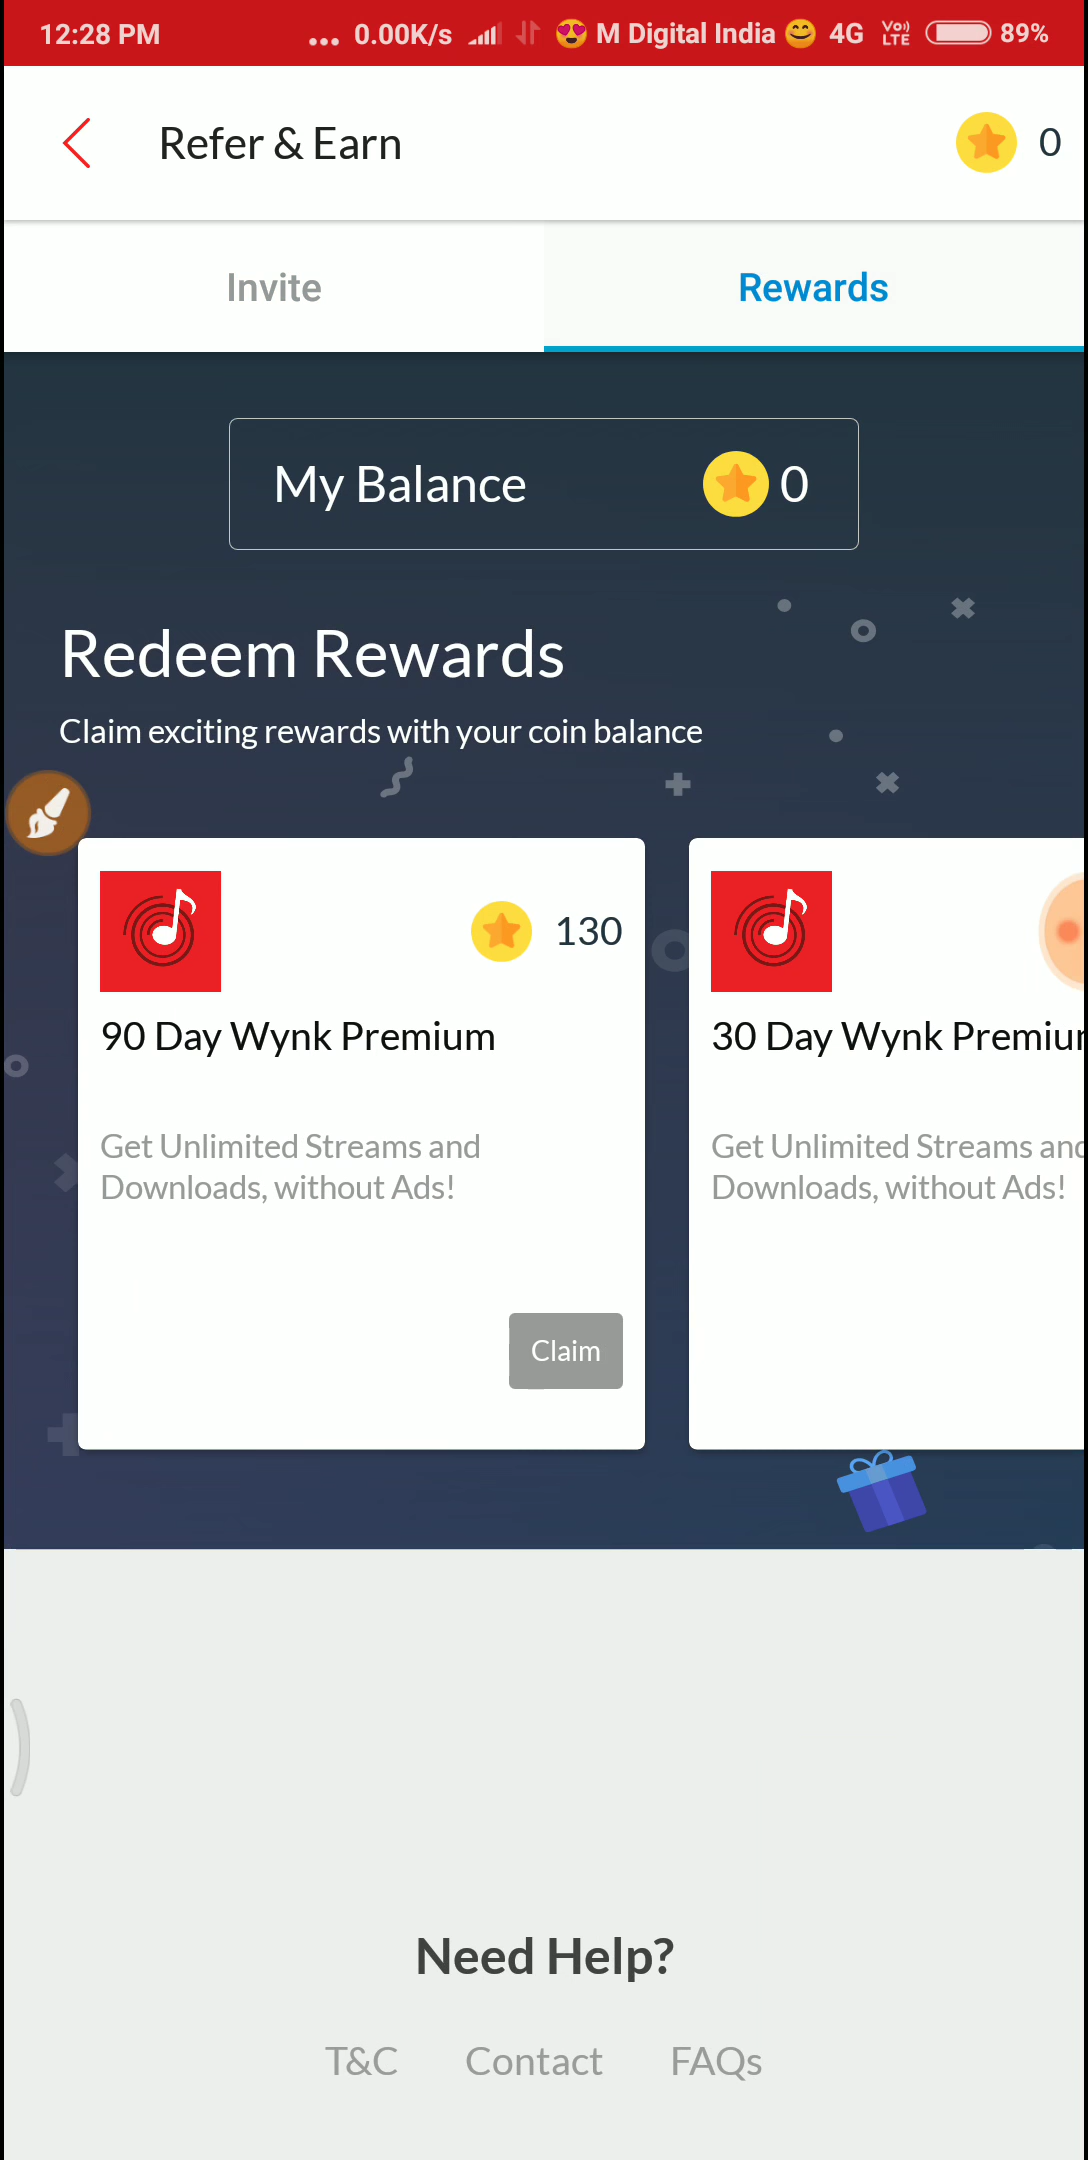 12:28 PM ... 0.00K/s 😍 M Digital India 😊 4G VoLTE 89%
Refer & Earn 0
Invite Rewards
My Balance 0
Redeem Rewards
Claim exciting rewards with your coin balance
130
90 Day Wynk Premium
Get Unlimited Streams and
Downloads, without Ads!
Claim
30 Day Wynk Premiu
Get Unlimited Streams and
Downloads, without Ads!
Need Help?
T&C Contact FAQs